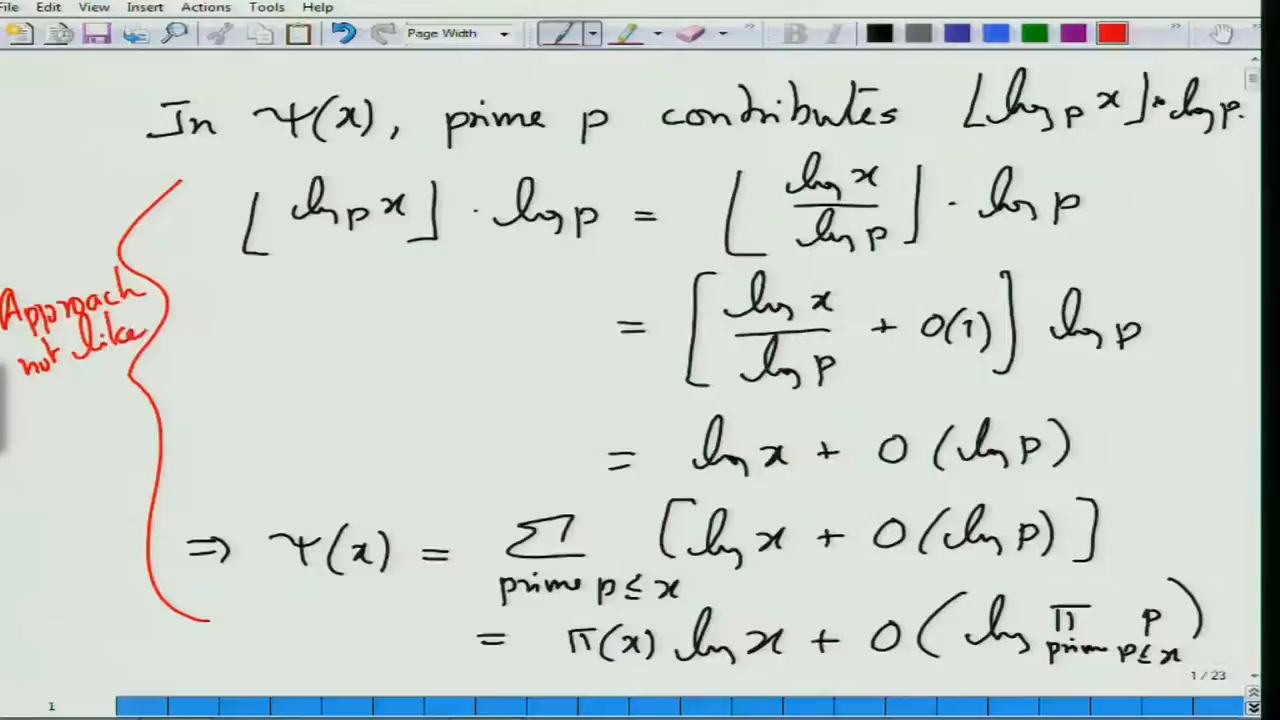 File Edit View Insert Actions Tools Help
Page Width
In Ψ(x), prime p contributes ⌊log_p x⌋ * log p.
⌊log_p x⌋ · log p = ⌊log x / log p⌋ · log p
= [log x / log p + O(1)] log p
Approach
not like
= log x + O(log p)
⇒ Ψ(x) = Σ_{prime p ≤ x} [log x + O(log p)]
= π(x) log x + O(log Π_{prime p ≤ x} p)
1 / 23
1